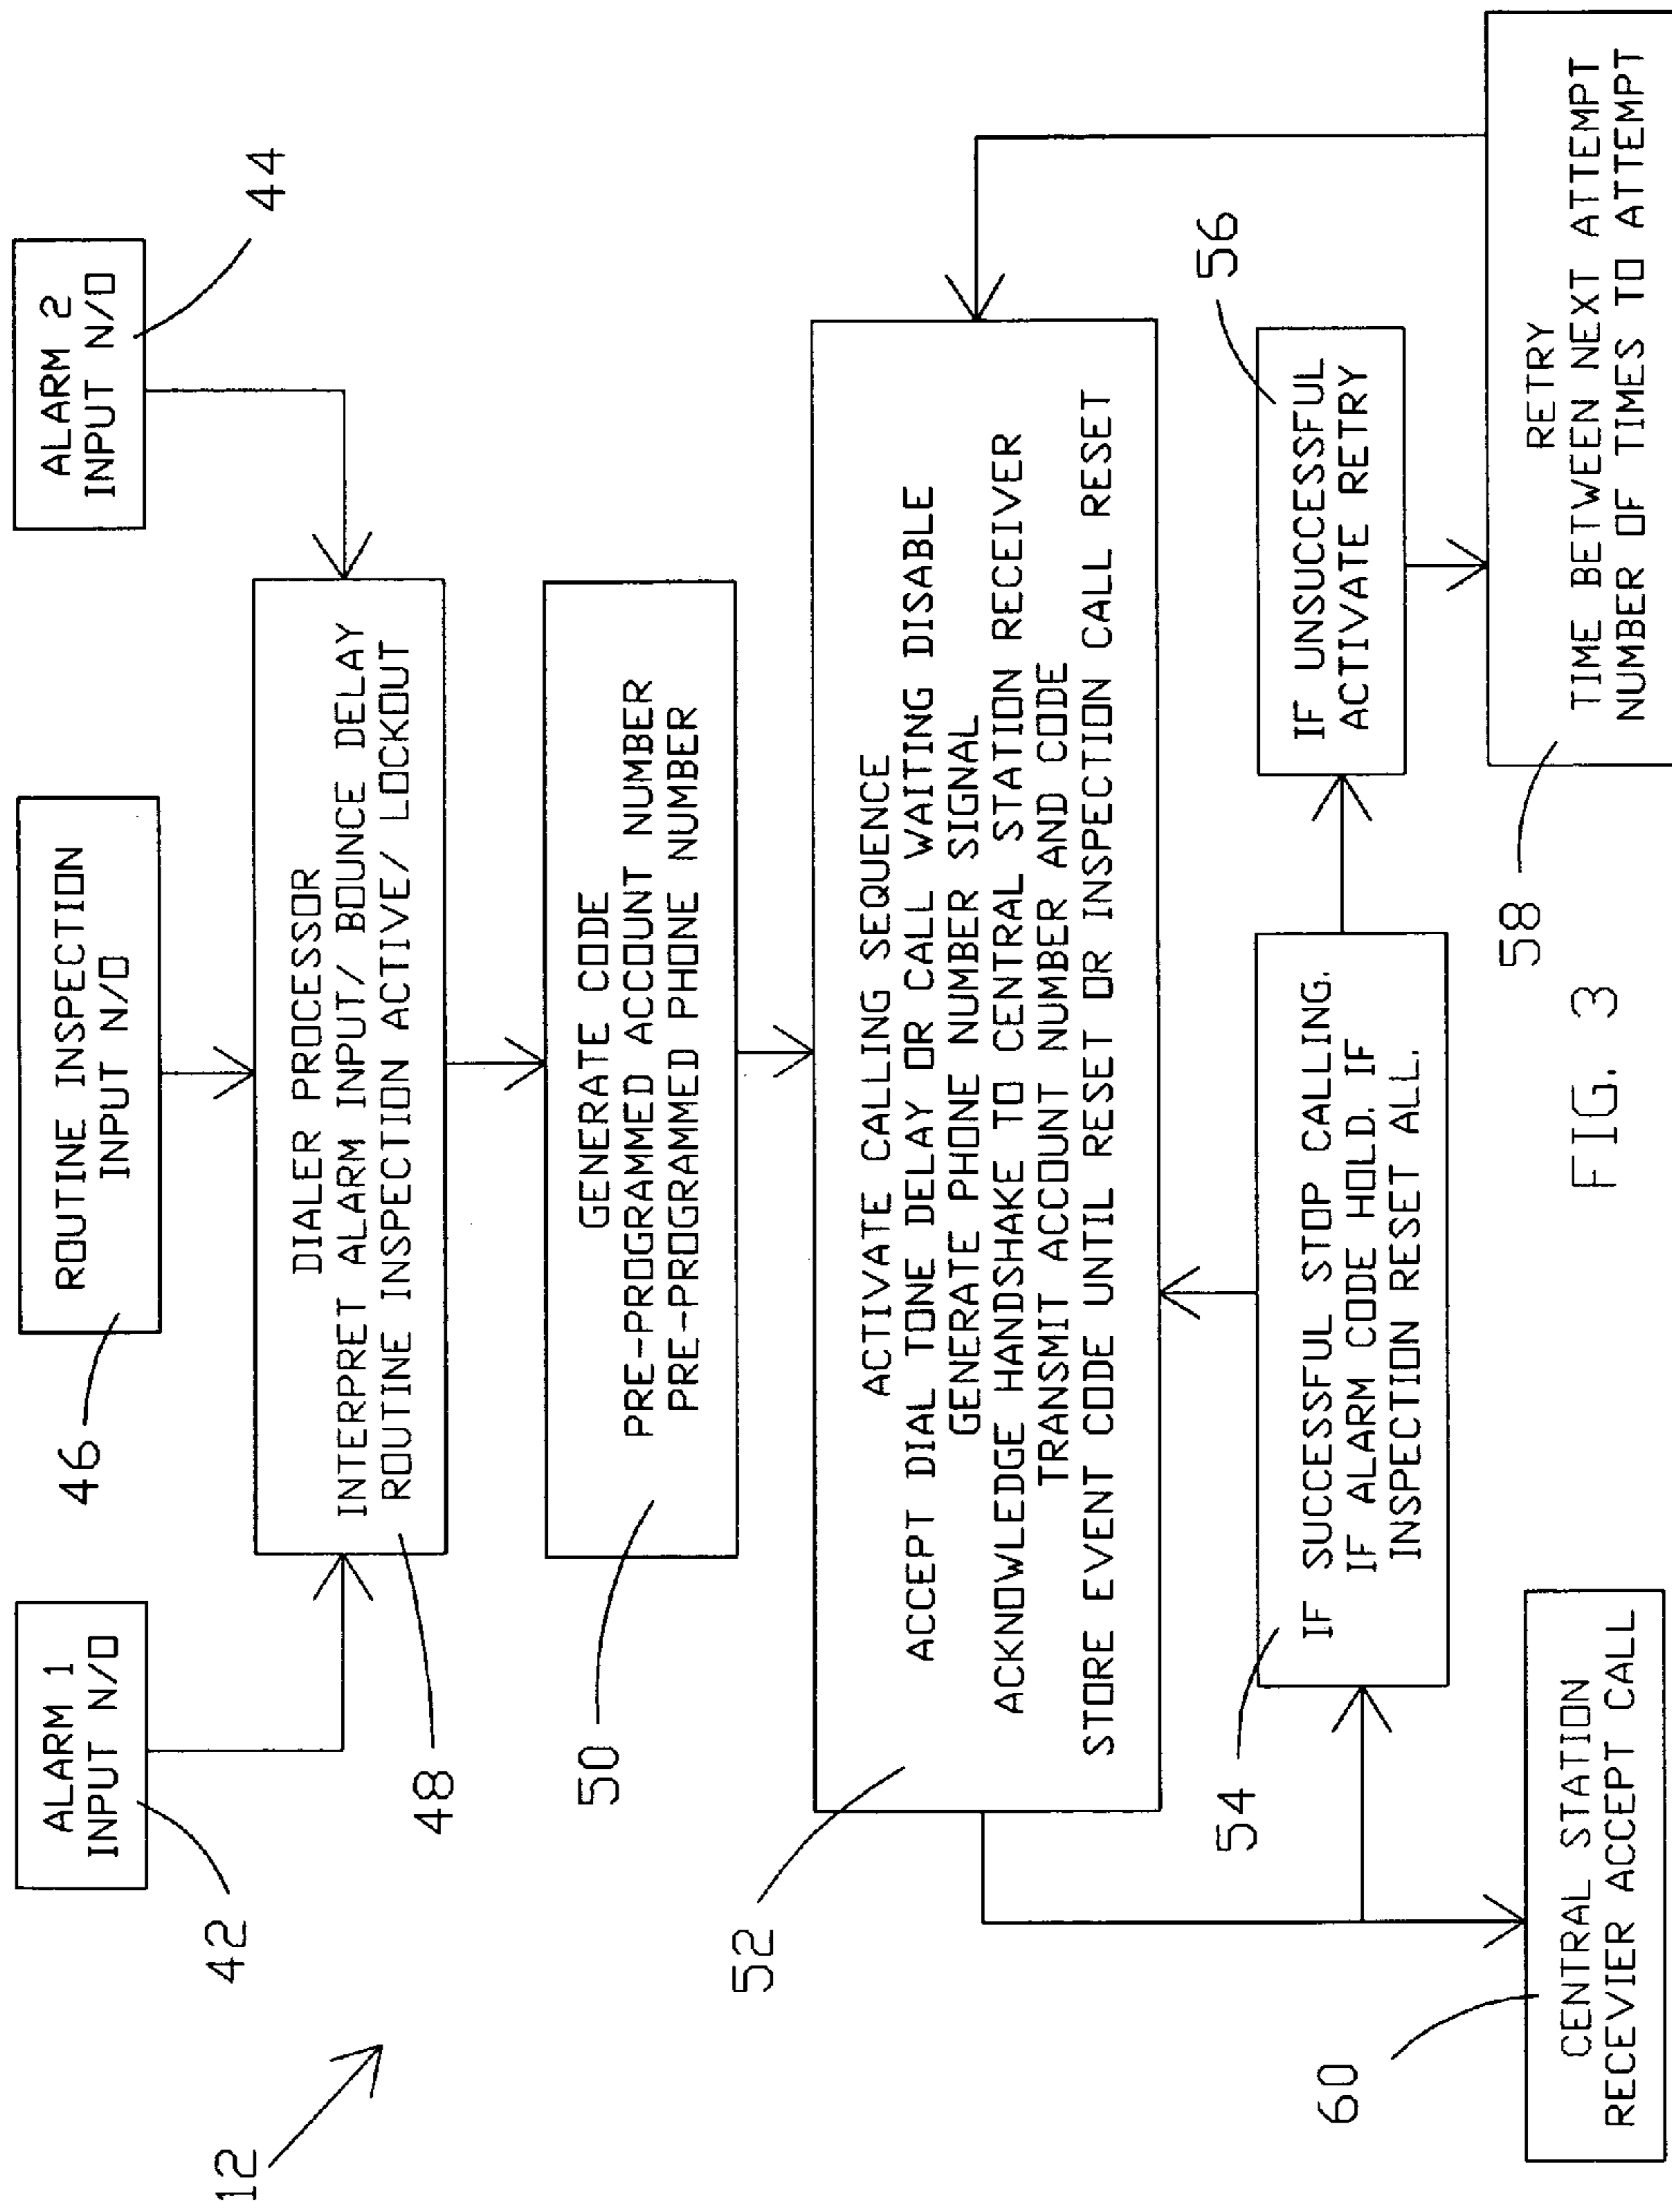 12
42
ALARM 1
INPUT N/O
46
ROUTINE INSPECTION
INPUT N/O
ALARM 2
INPUT N/O
44
48
DIALER PROCESSOR
INTERPRET ALARM INPUT/ BOUNCE DELAY
ROUTINE INSPECTION ACTIVE/ LOCKOUT
50
GENERATE CODE
PRE-PROGRAMMED ACCOUNT NUMBER
PRE-PROGRAMMED PHONE NUMBER
52
ACTIVATE CALLING SEQUENCE
ACCEPT DIAL TONE DELAY OR CALL WAITING DISABLE
GENERATE PHONE NUMBER SIGNAL
ACKNOWLEDGE HANDSHAKE TO CENTRAL STATION RECEIVER
TRANSMIT ACCOUNT NUMBER AND CODE
STORE EVENT CODE UNTIL RESET OR INSPECTION CALL RESET
54
IF SUCCESSFUL STOP CALLING.
IF ALARM CODE HOLD. IF
INSPECTION RESET ALL.
56
IF UNSUCCESSFUL
ACTIVATE RETRY
60
CENTRAL STATION
RECEVIER ACCEPT CALL
58
RETRY
TIME BETWEEN NEXT ATTEMPT
NUMBER OF TIMES TO ATTEMPT
FIG. 3